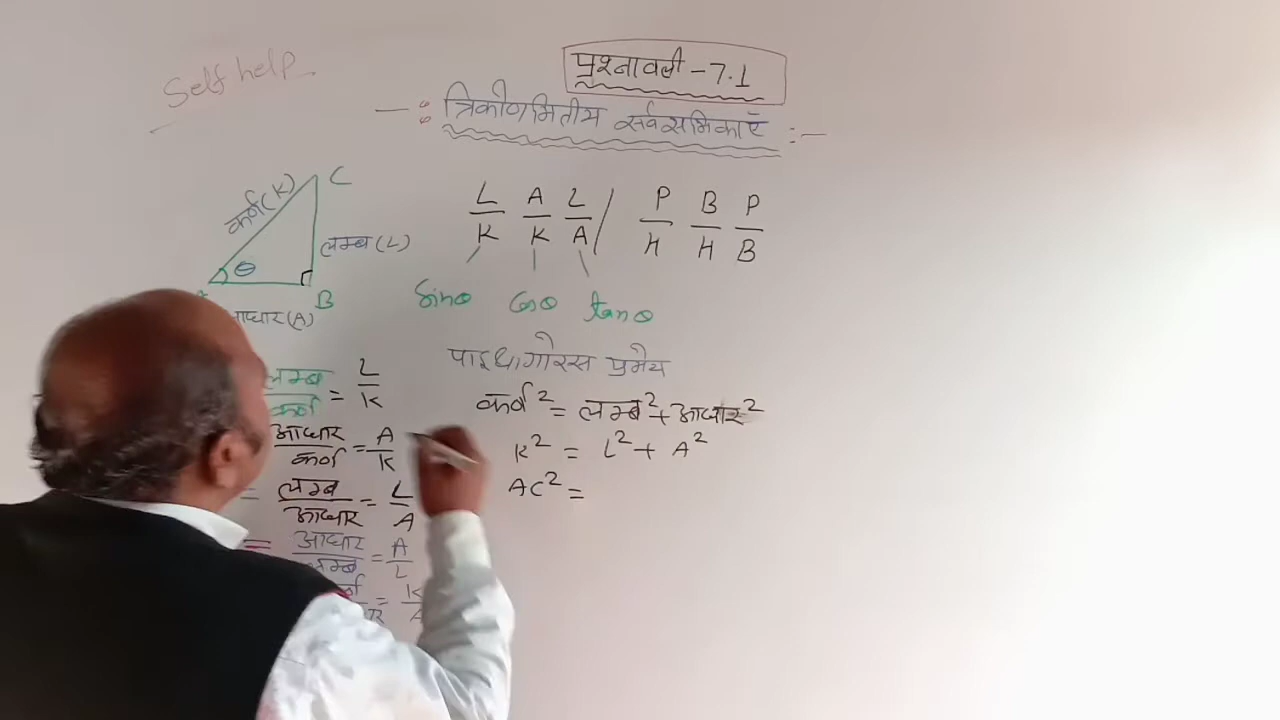 Self help
प्रश्नावली - 7.1
-: त्रिकोणमितीय सर्वसमिकाएँ :-
कर्ण (K)
C
लम्ब (L)
θ
B
आधार (A)
L/K A/K L/A / P/H B/H P/B
Sinθ Cosθ tanθ
पाइथागोरस प्रमेय
लम्ब/कर्ण = L/K
कर्ण² = लम्ब² + आधार²
आधार/कर्ण = A/K
K² = L² + A²
= लम्ब/आधार = L/A
AC² =
= आधार/लम्ब = A/L